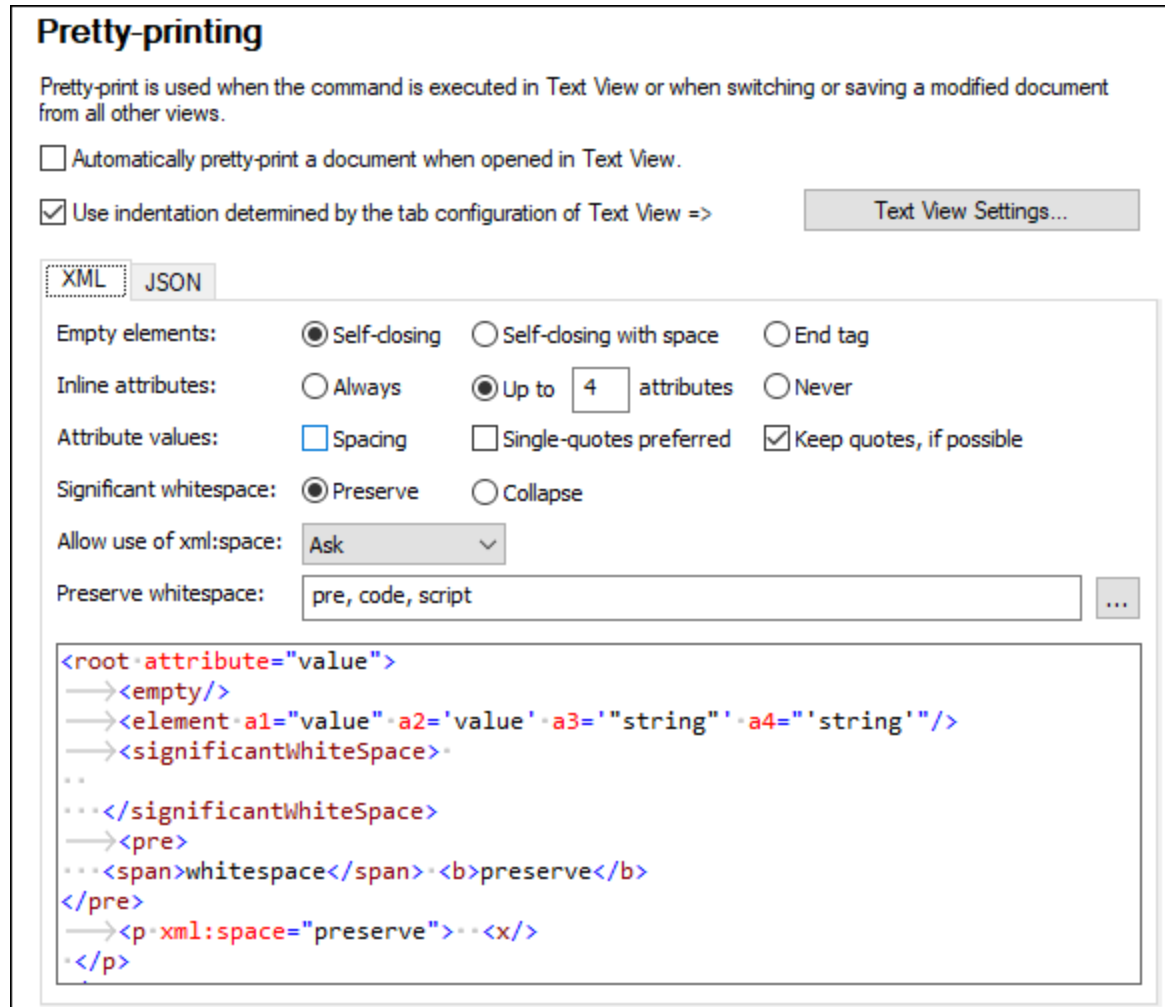 Pretty-printing
Pretty-print is used when the command is executed in Text View or when switching or saving a modified document
from all other views.
Automatically pretty-print a document when opened in Text View.
Use indentation determined by the tab configuration of Text View => Text View Settings...
XML JSON
Empty elements: Self-closing Self-closing with space End tag
Inline attributes: Always Up to 4 attributes Never
Attribute values: Spacing Single-quotes preferred Keep quotes, if possible
Significant whitespace: Preserve Collapse
Allow use of xml:space: Ask
Preserve whitespace: pre, code, script ...
<root·attribute="value">
<empty/>
<element·a1="value"·a2='value'·a3='"string"'·a4="'string'"/>
<significantWhiteSpace>·
··
···</significantWhiteSpace>
<pre>
···<span>whitespace</span>·<b>preserve</b>
</pre>
<p·xml:space="preserve">··<x/>
·</p>